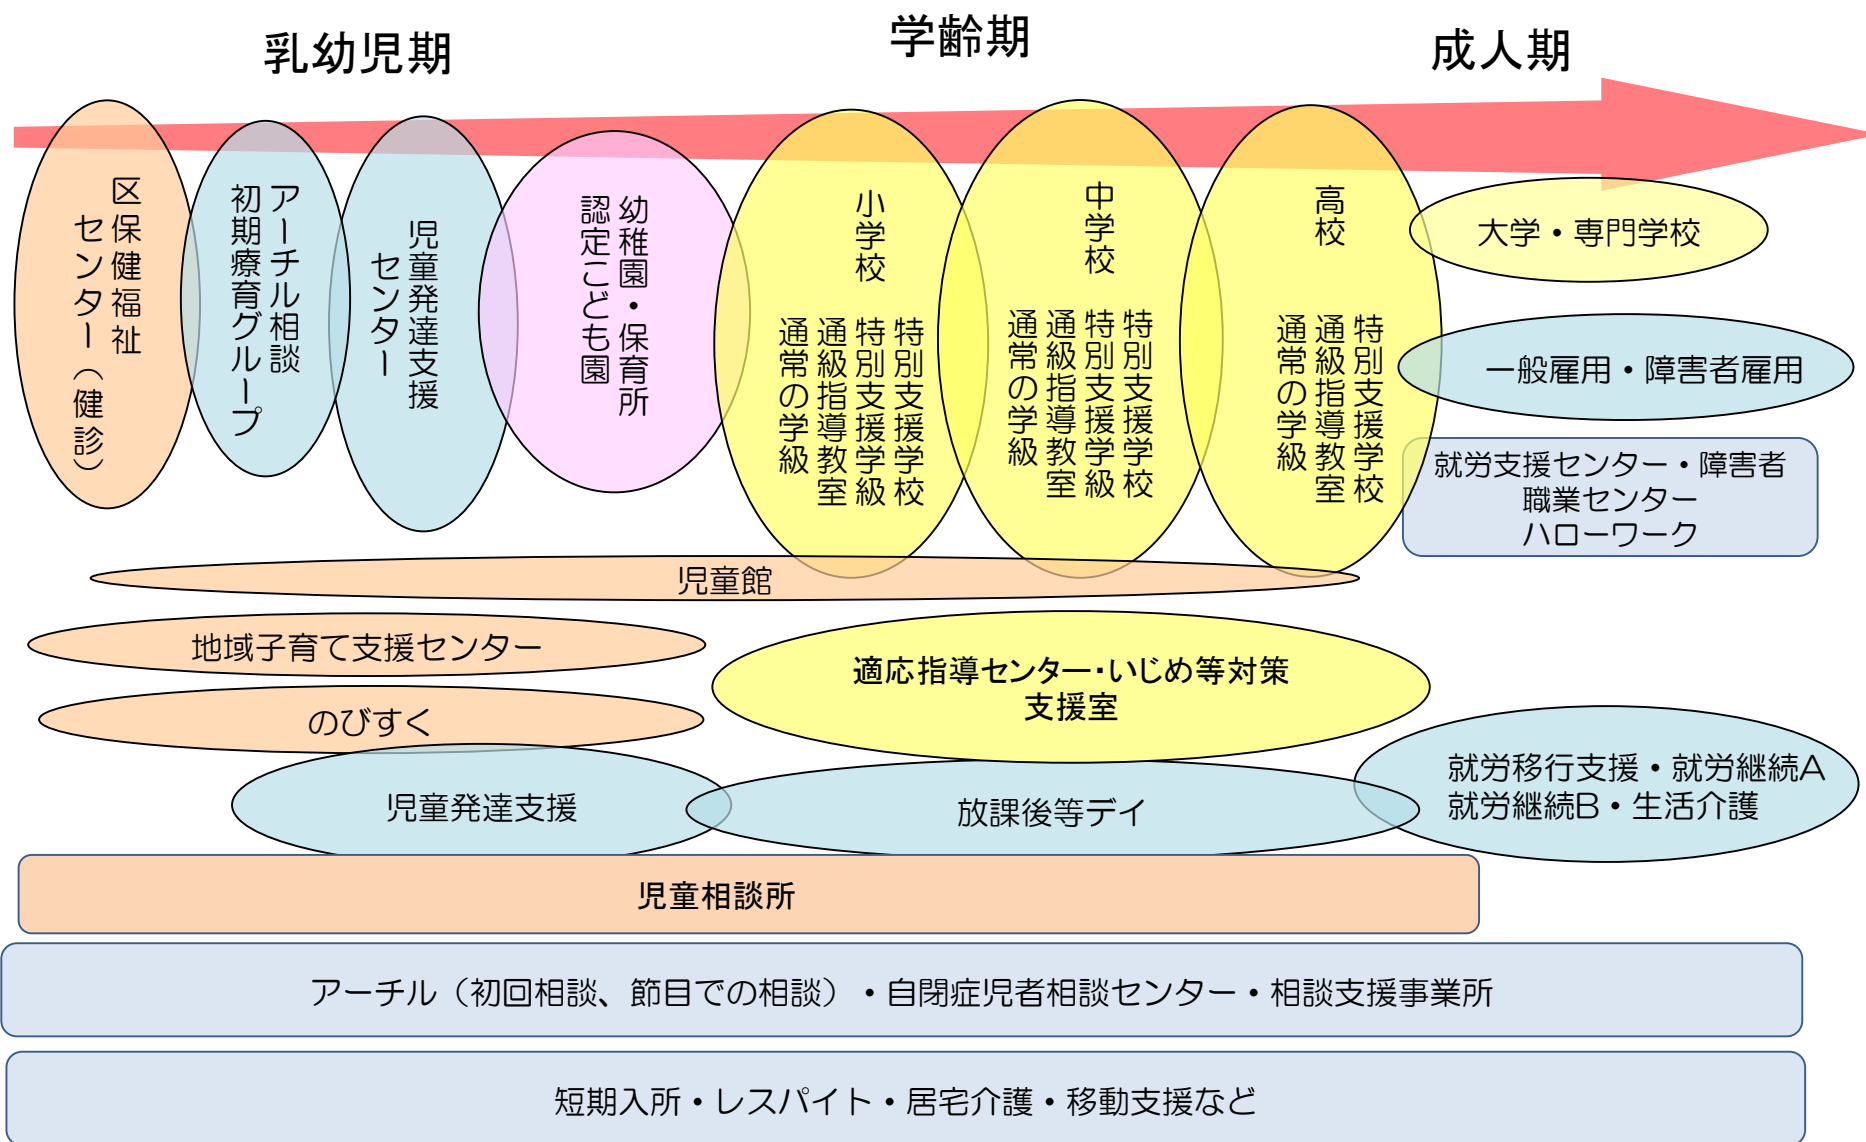 乳幼児期
学齢期
成人期
区保健福祉
センター（健診）
アーチル相談
初期療育グループ
児童発達支援
センター
幼稚園・保育所
認定こども園
小学校
特別支援学校
特別支援学級
通級指導教室
通常の学級
中学校
特別支援学校
特別支援学級
通級指導教室
通常の学級
高校
特別支援学校
通級指導教室
通常の学級
大学・専門学校
一般雇用・障害者雇用
就労支援センター・障害者
職業センター
ハローワーク
児童館
地域子育て支援センター
のびすく
適応指導センター・いじめ等対策
支援室
児童発達支援
放課後等デイ
就労移行支援・就労継続A
就労継続B・生活介護
児童相談所
アーチル（初回相談、節目での相談）・自閉症児者相談センター・相談支援事業所
短期入所・レスパイト・居宅介護・移動支援など